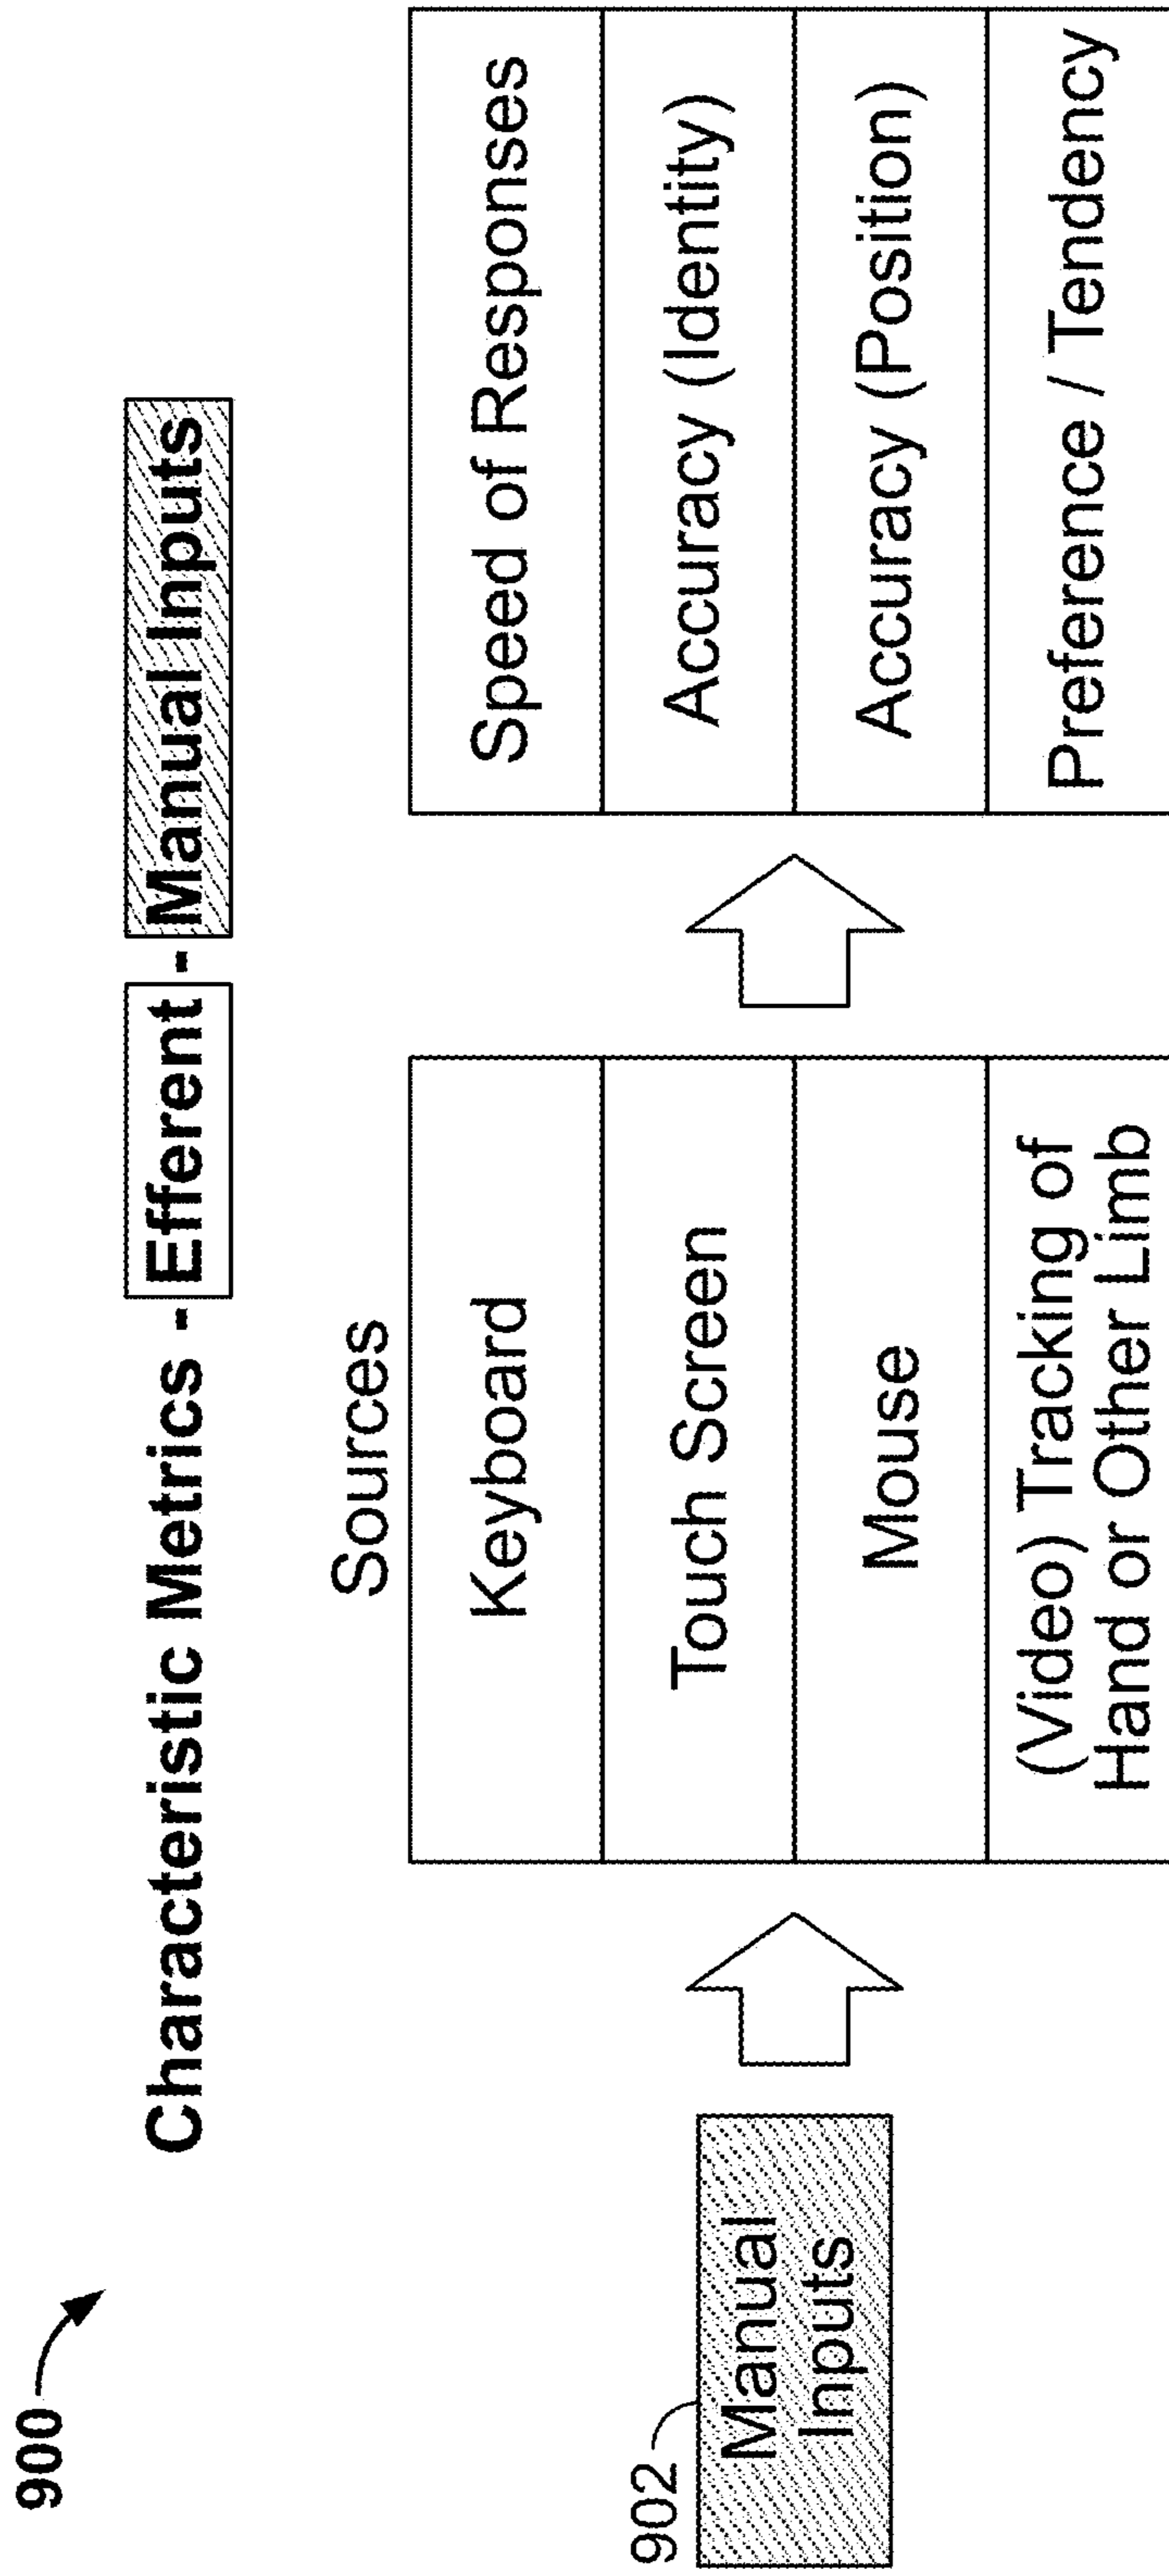 900
Characteristic Metrics - Efferent - Manual Inputs
902
Manual
Inputs
Sources
Keyboard
Touch Screen
Mouse
(Video) Tracking of
Hand or Other Limb
Speed of Responses
Accuracy (Identity)
Accuracy (Position)
Preference / Tendency